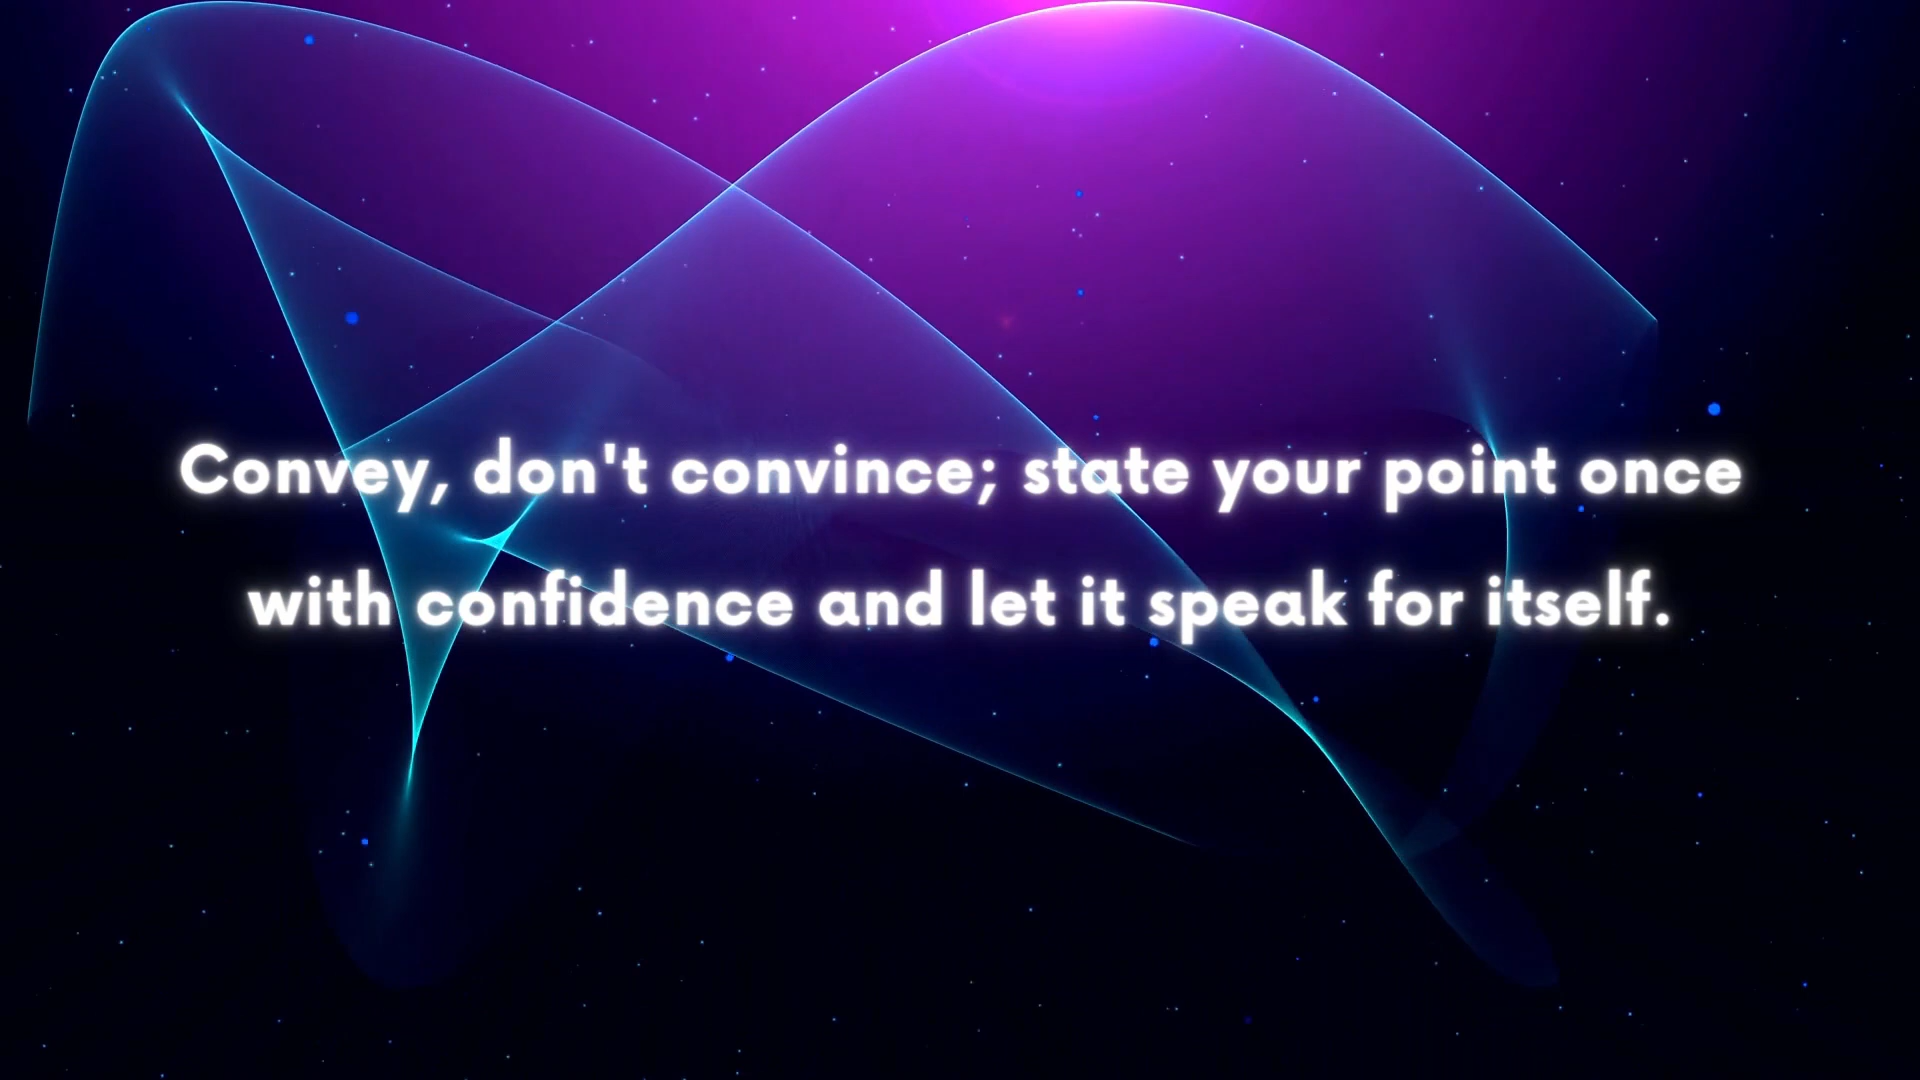 Convey, don't convince; state your point once
with confidence and let it speak for itself.